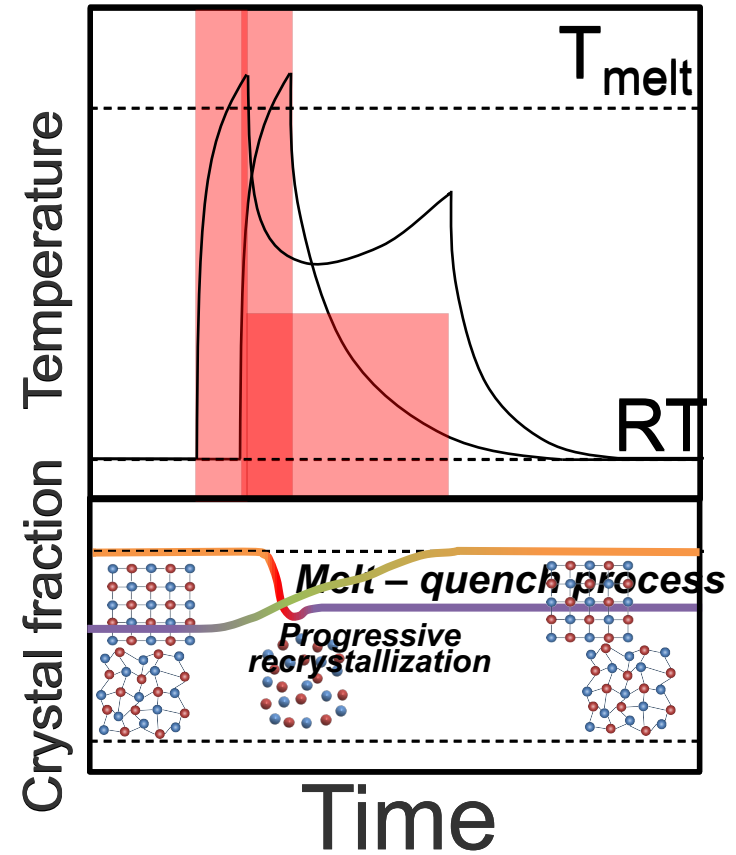 Temperature
T melt
RT
Crystal fraction
Melt – quench process
Progressive
recrystallization
Time